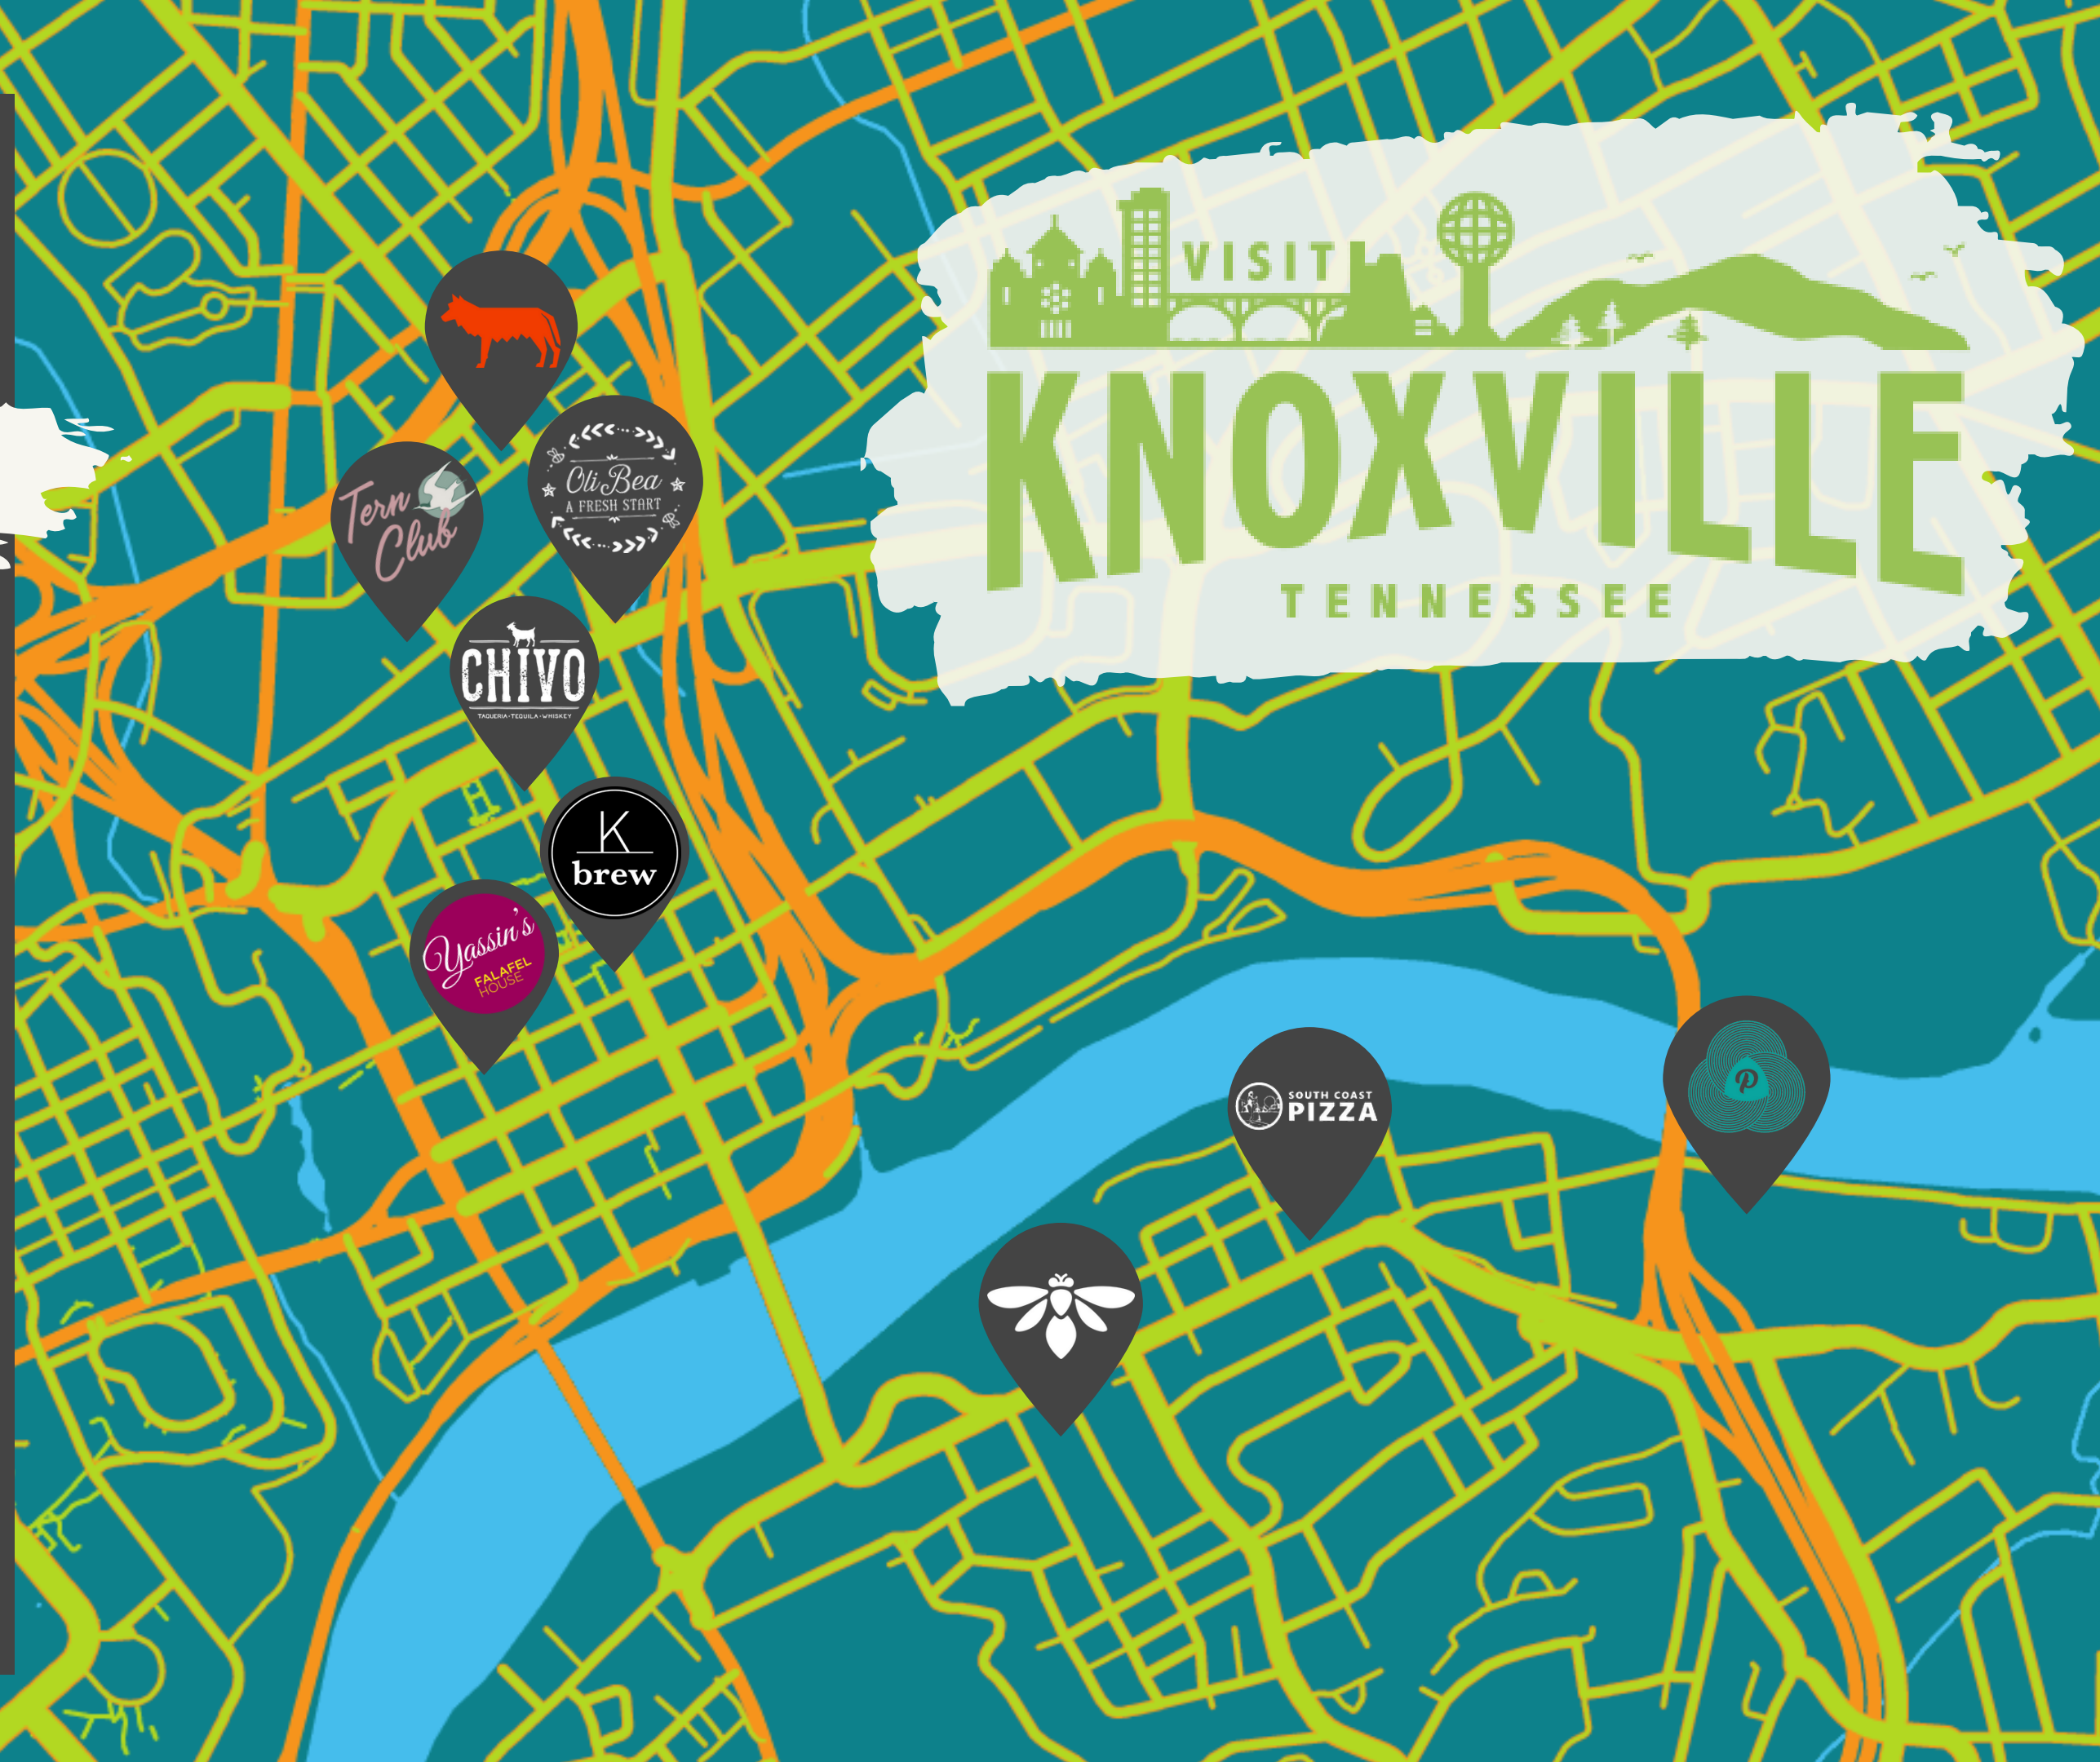 VISIT
KNOXVILLE
TENNESSEE
Tern
Club
Oli Bea
A FRESH START
CHIVO
TAQUERIA·TEQUILA·WHISKEY
K
brew
Yassin's
FALAFEL
HOUSE
SOUTH COAST
PIZZA
P